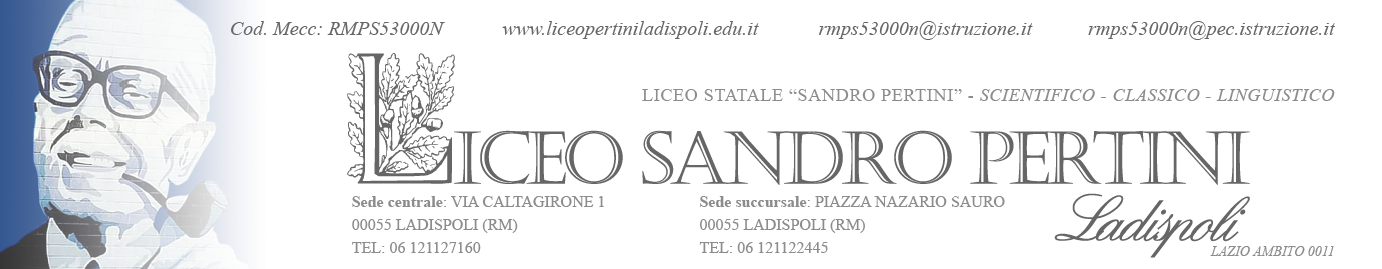 Cod. Mecc: RMPS53000N www.liceopertiniladispoli.edu.it rmps53000n@istruzione.it rmps53000n@pec.istruzione.it
LICEO STATALE “SANDRO PERTINI” - SCIENTIFICO - CLASSICO - LINGUISTICO
LICEO SANDRO PERTINI
Ladispoli
Sede centrale: VIA CALTAGIRONE 1
00055 LADISPOLI (RM)
TEL: 06 121127160
Sede succursale: PIAZZA NAZARIO SAURO
00055 LADISPOLI (RM)
TEL: 06 121122445
LAZIO AMBITO 0011